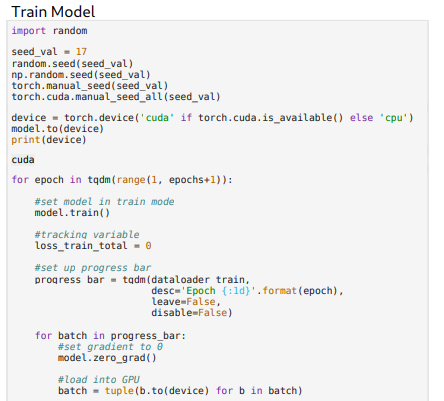 Train Model
import random
seed_val = 17
random.seed(seed_val)
np.random.seed(seed_val)
torch.manual_seed(seed_val)
torch.cuda.manual_seed_all(seed_val)
device = torch.device('cuda' if torch.cuda.is_available() else 'cpu')
model.to(device)
print(device)
cuda
for epoch in tqdm(range(1, epochs+1)):
#set model in train mode
model.train()
#tracking variable
loss_train_total = 0
#set up progress bar
progress_bar = tqdm(dataloader_train,
desc='Epoch {:1d}'.format(epoch),
leave=False,
disable=False)
for batch in progress_bar:
#set gradient to 0
model.zero_grad()
#load into GPU
batch = tuple(b.to(device) for b in batch)